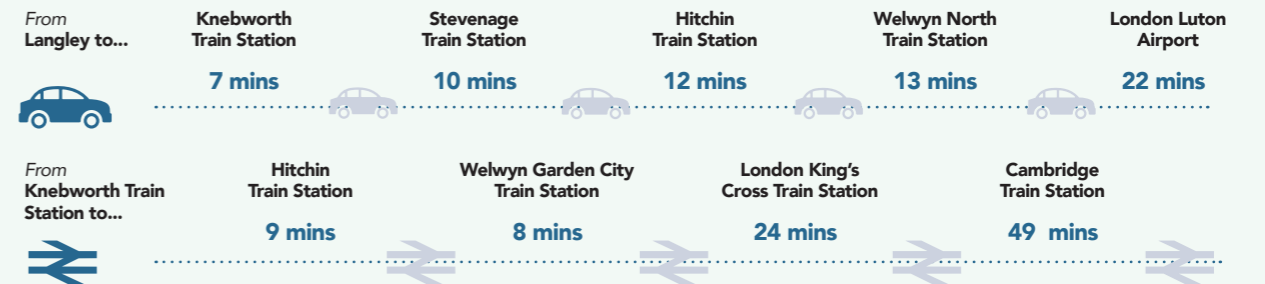 From
Langley to...
Knebworth
Train Station
7 mins
Stevenage
Train Station
10 mins
Hitchin
Train Station
12 mins
Welwyn North
Train Station
13 mins
London Luton
Airport
22 mins
From
Knebworth Train
Station to...
Hitchin
Train Station
9 mins
Welwyn Garden City
Train Station
8 mins
London King's
Cross Train Station
24 mins
Cambridge
Train Station
49 mins